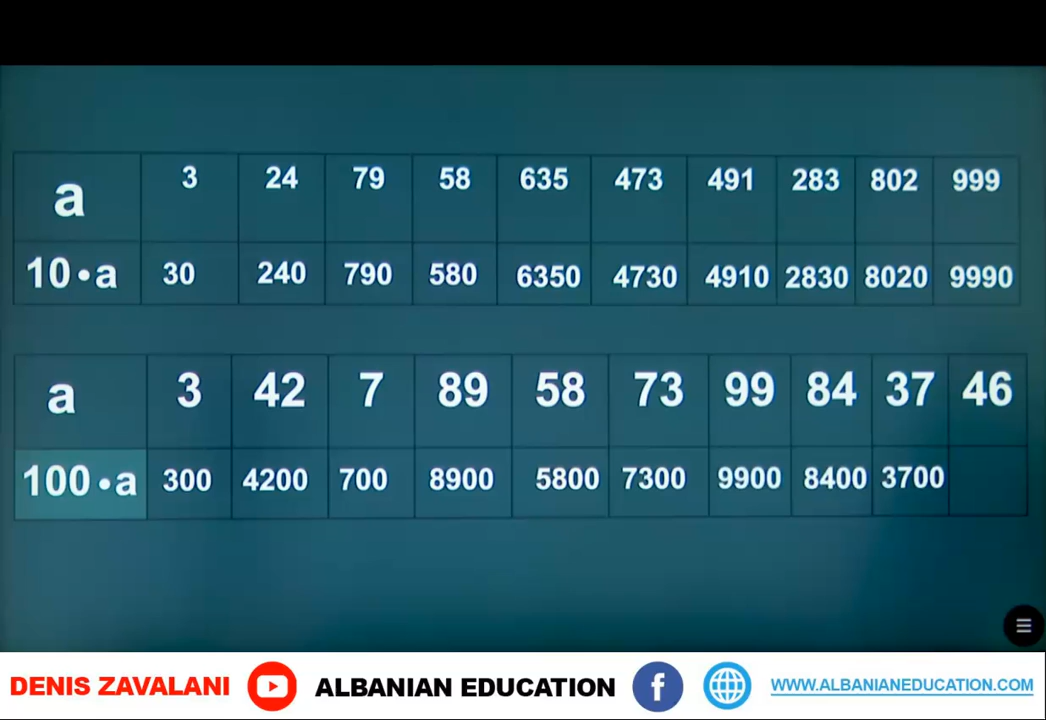 a 3 24 79 58 635 473 491 283 802 999
10•a 30 240 790 580 6350 4730 4910 2830 8020 9990
a 3 42 7 89 58 73 99 84 37 46
100•a 300 4200 700 8900 5800 7300 9900 8400 3700
DENIS ZAVALANI ALBANIAN EDUCATION WWW.ALBANIANEDUCATION.COM